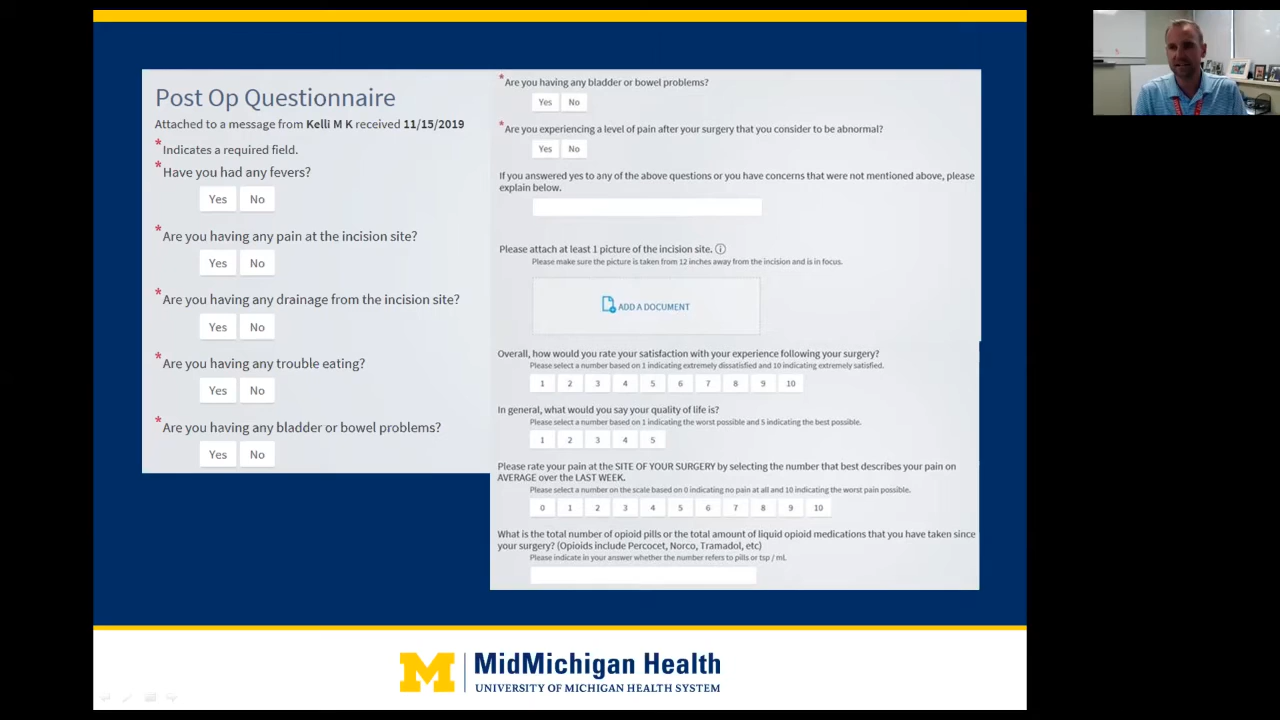 Post Op Questionnaire
Attached to a message from Kelli M K received 11/15/2019
*Indicates a required field.
*Have you had any fevers?
Yes No
*Are you having any pain at the incision site?
Yes No
*Are you having any drainage from the incision site?
Yes No
*Are you having any trouble eating?
Yes No
*Are you having any bladder or bowel problems?
Yes No
*Are you having any bladder or bowel problems?
Yes No
*Are you experiencing a level of pain after your surgery that you consider to be abnormal?
Yes No
If you answered yes to any of the above questions or you have concerns that were not mentioned above, please
explain below.
Please attach at least 1 picture of the incision site. ⓘ
Please make sure the picture is taken from 12 inches away from the incision and is in focus.
ADD A DOCUMENT
Overall, how would you rate your satisfaction with your experience following your surgery?
Please select a number based on 1 indicating extremely dissatisfied and 10 indicating extremely satisfied.
1 2 3 4 5 6 7 8 9 10
In general, what would you say your quality of life is?
Please select a number based on 1 indicating the worst possible and 5 indicating the best possible.
1 2 3 4 5
Please rate your pain at the SITE OF YOUR SURGERY by selecting the number that best describes your pain on
AVERAGE over the LAST WEEK.
Please select a number on the scale based on 0 indicating no pain at all and 10 indicating the worst pain possible.
0 1 2 3 4 5 6 7 8 9 10
What is the total number of opioid pills or the total amount of liquid opioid medications that you have taken since
your surgery? (Opioids include Percocet, Norco, Tramadol, etc)
Please indicate in your answer whether the number refers to pills or tsp / ml.
M MidMichigan Health
UNIVERSITY OF MICHIGAN HEALTH SYSTEM